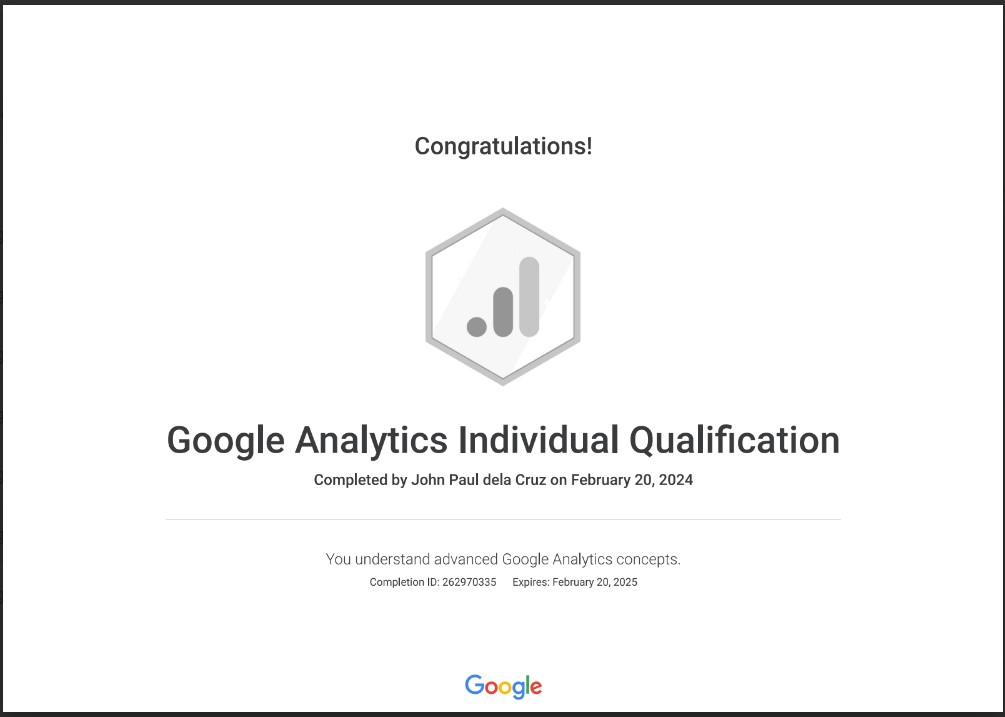 Congratulations!
Google Analytics Individual Qualification
Completed by John Paul dela Cruz on February 20, 2024
You understand advanced Google Analytics concepts.
Completion ID: 262970335 Expires: February 20, 2025
Google